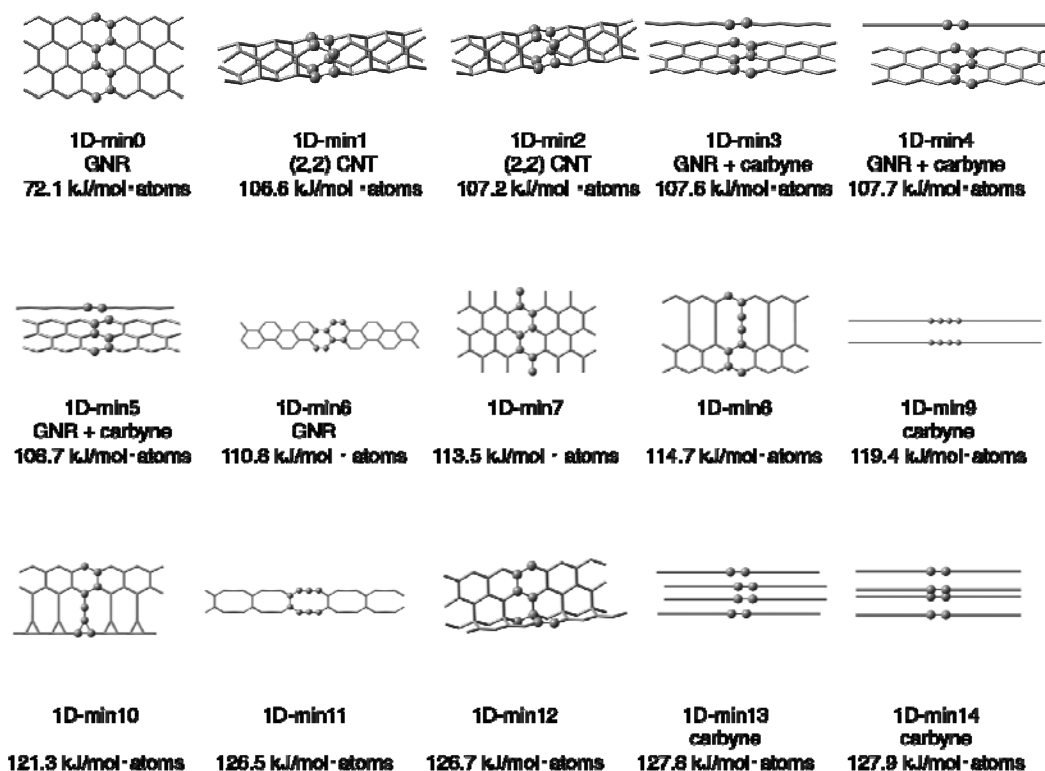 1D-min0
GNR
72.1 kJ/mol·atoms
1D-min1
(2,2) CNT
106.6 kJ/mol·atoms
1D-min2
(2,2) CNT
107.2 kJ/mol·atoms
1D-min3
GNR + carbyne
107.6 kJ/mol·atoms
1D-min4
GNR + carbyne
107.7 kJ/mol·atoms
1D-min5
GNR + carbyne
108.7 kJ/mol·atoms
1D-min6
GNR
110.8 kJ/mol·atoms
1D-min7
113.5 kJ/mol·atoms
1D-min8
114.7 kJ/mol·atoms
1D-min9
carbyne
119.4 kJ/mol·atoms
1D-min10
121.3 kJ/mol·atoms
1D-min11
126.5 kJ/mol·atoms
1D-min12
126.7 kJ/mol·atoms
1D-min13
carbyne
127.8 kJ/mol·atoms
1D-min14
carbyne
127.9 kJ/mol·atoms